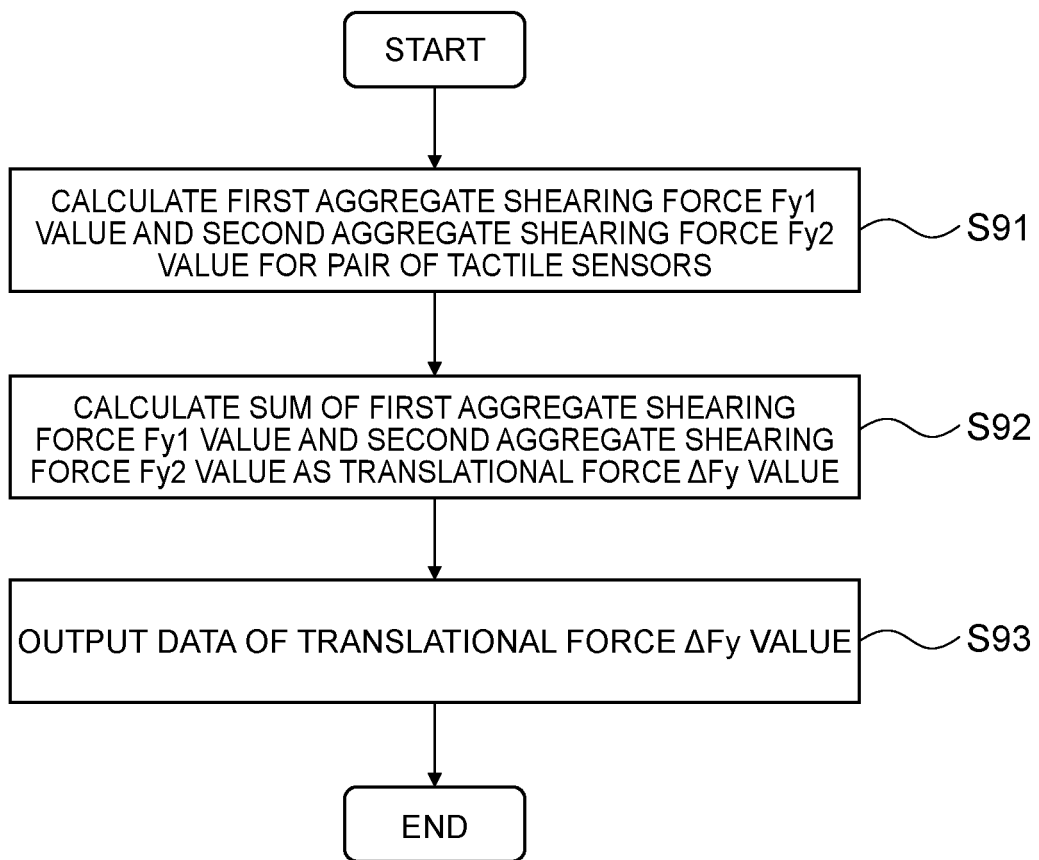 START
CALCULATE FIRST AGGREGATE SHEARING FORCE Fy1
VALUE AND SECOND AGGREGATE SHEARING FORCE Fy2
VALUE FOR PAIR OF TACTILE SENSORS
S91
CALCULATE SUM OF FIRST AGGREGATE SHEARING
FORCE Fy1 VALUE AND SECOND AGGREGATE SHEARING
FORCE Fy2 VALUE AS TRANSLATIONAL FORCE ΔFy VALUE
S92
OUTPUT DATA OF TRANSLATIONAL FORCE ΔFy VALUE
S93
END